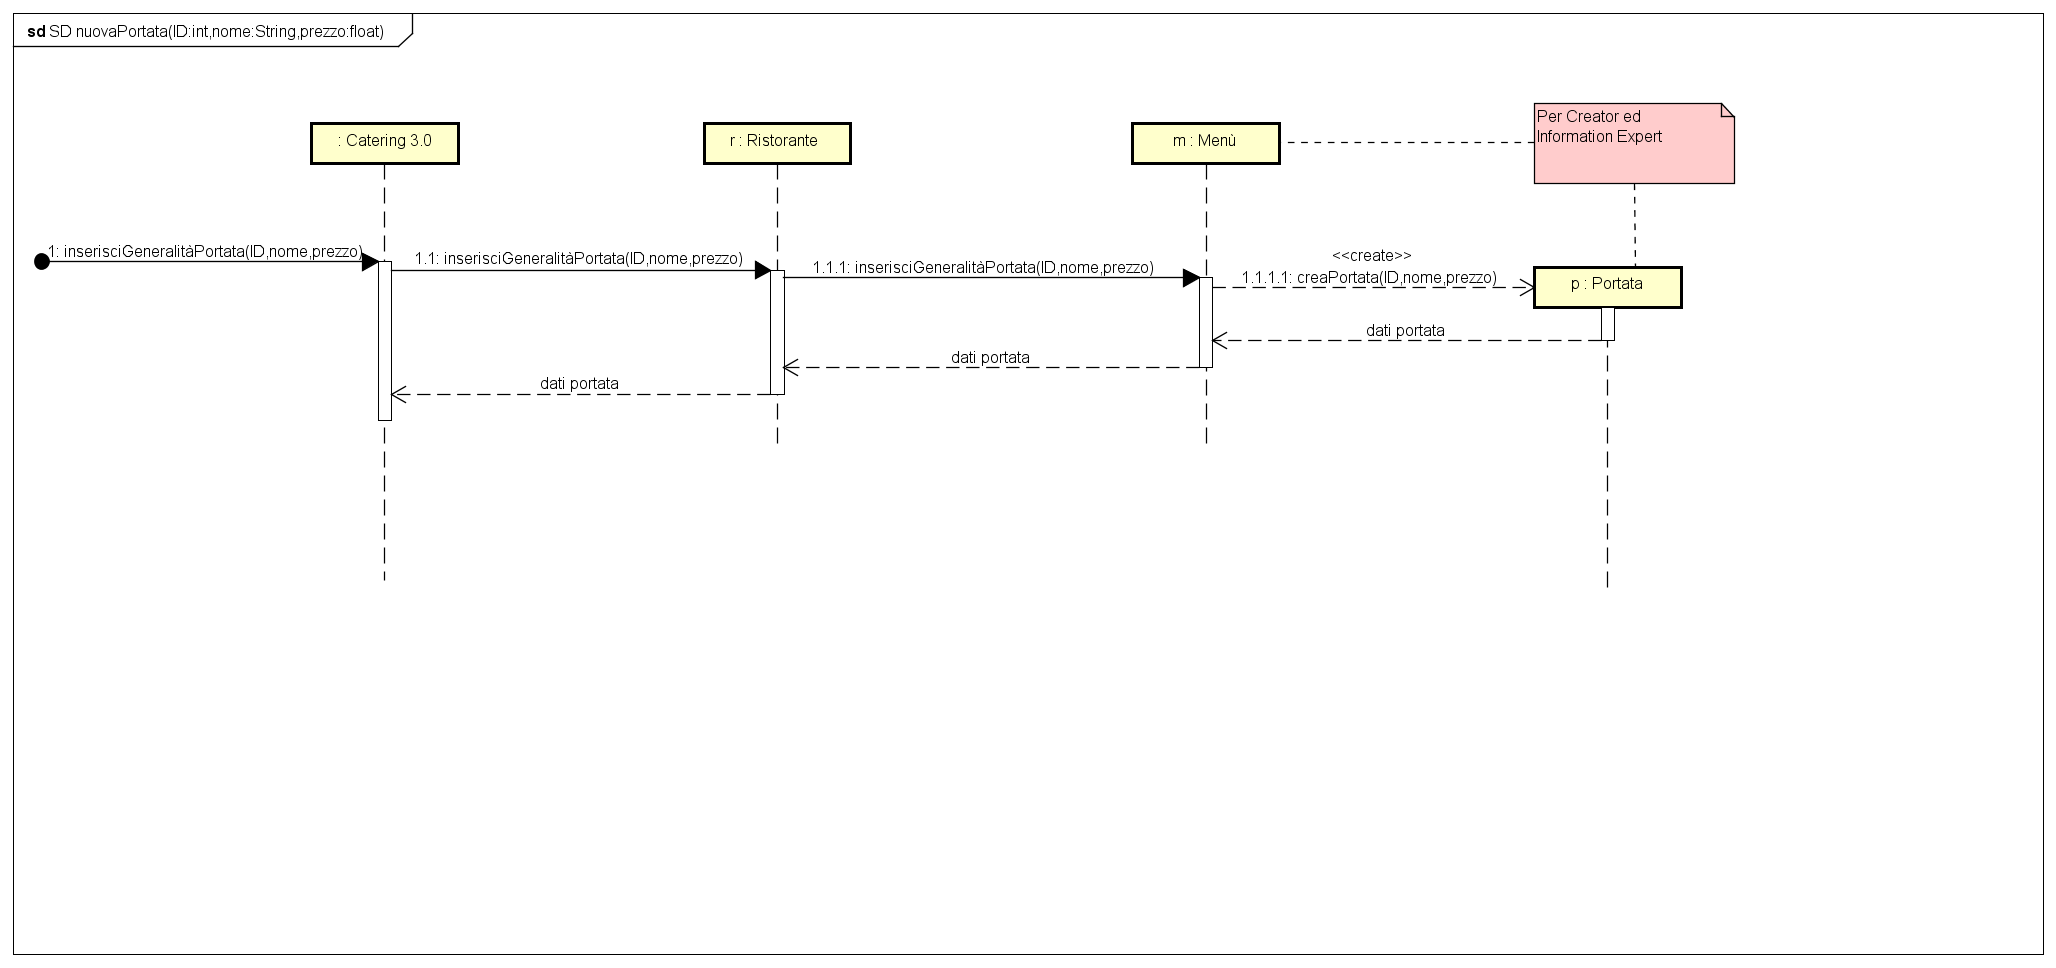 sd SD nuovaPortata(ID:int,nome:String,prezzo:float)
Per Creator ed
Information Expert
: Catering 3.0
r : Ristorante
m : Menù
1: inserisciGeneralitàPortata(ID,nome,prezzo)
1.1: inserisciGeneralitàPortata(ID,nome,prezzo)
1.1.1: inserisciGeneralitàPortata(ID,nome,prezzo)
<<create>>
1.1.1.1: creaPortata(ID,nome,prezzo)
p : Portata
dati portata
dati portata
dati portata